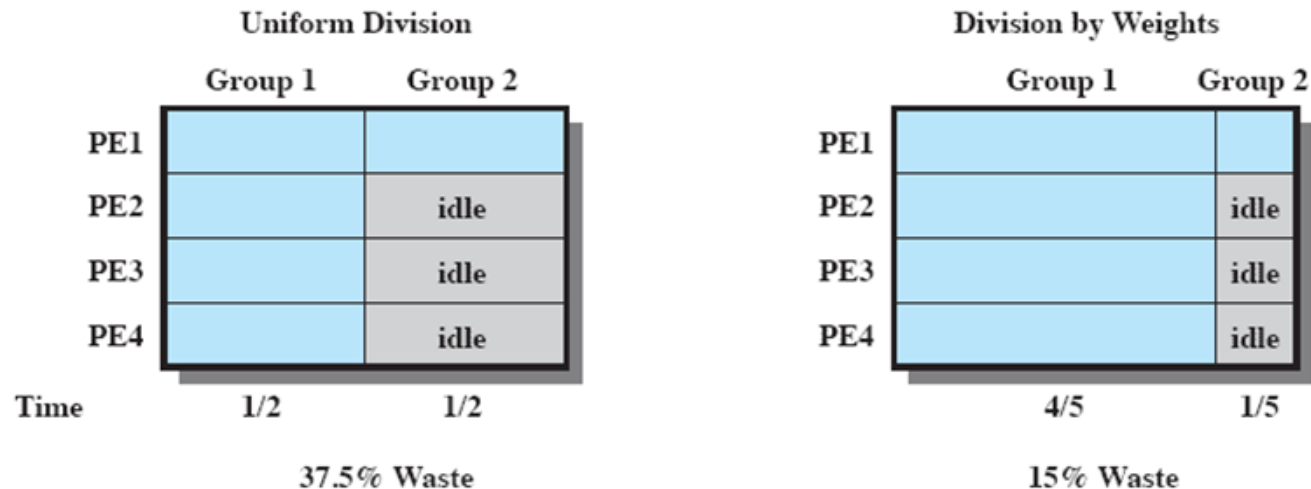 Uniform Division
Group 1 Group 2
PE1
PE2 idle
PE3 idle
PE4 idle
Time 1/2 1/2
37.5% Waste
Division by Weights
Group 1 Group 2
PE1
PE2 idle
PE3 idle
PE4 idle
4/5 1/5
15% Waste